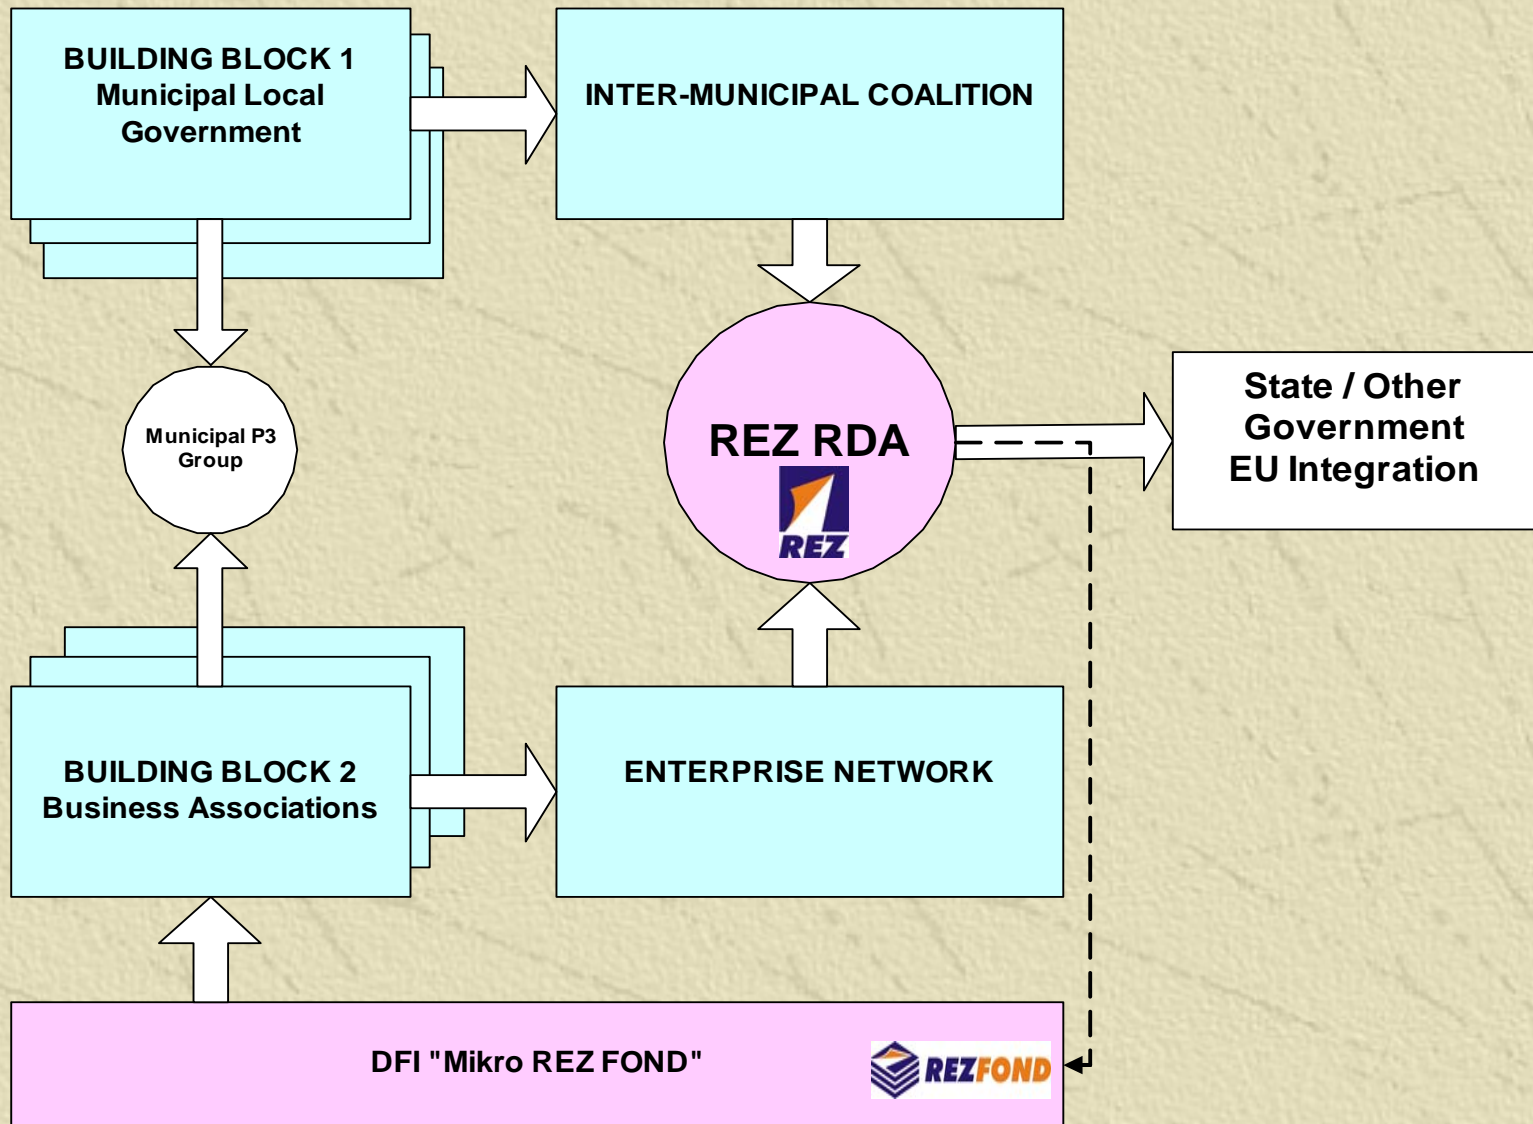 BUILDING BLOCK 1
Municipal Local
Government
INTER-MUNICIPAL COALITION
Municipal P3
Group
REZ RDA
REZ
State / Other
Government
EU Integration
BUILDING BLOCK 2
Business Associations
ENTERPRISE NETWORK
DFI "Mikro REZ FOND"
REZFOND